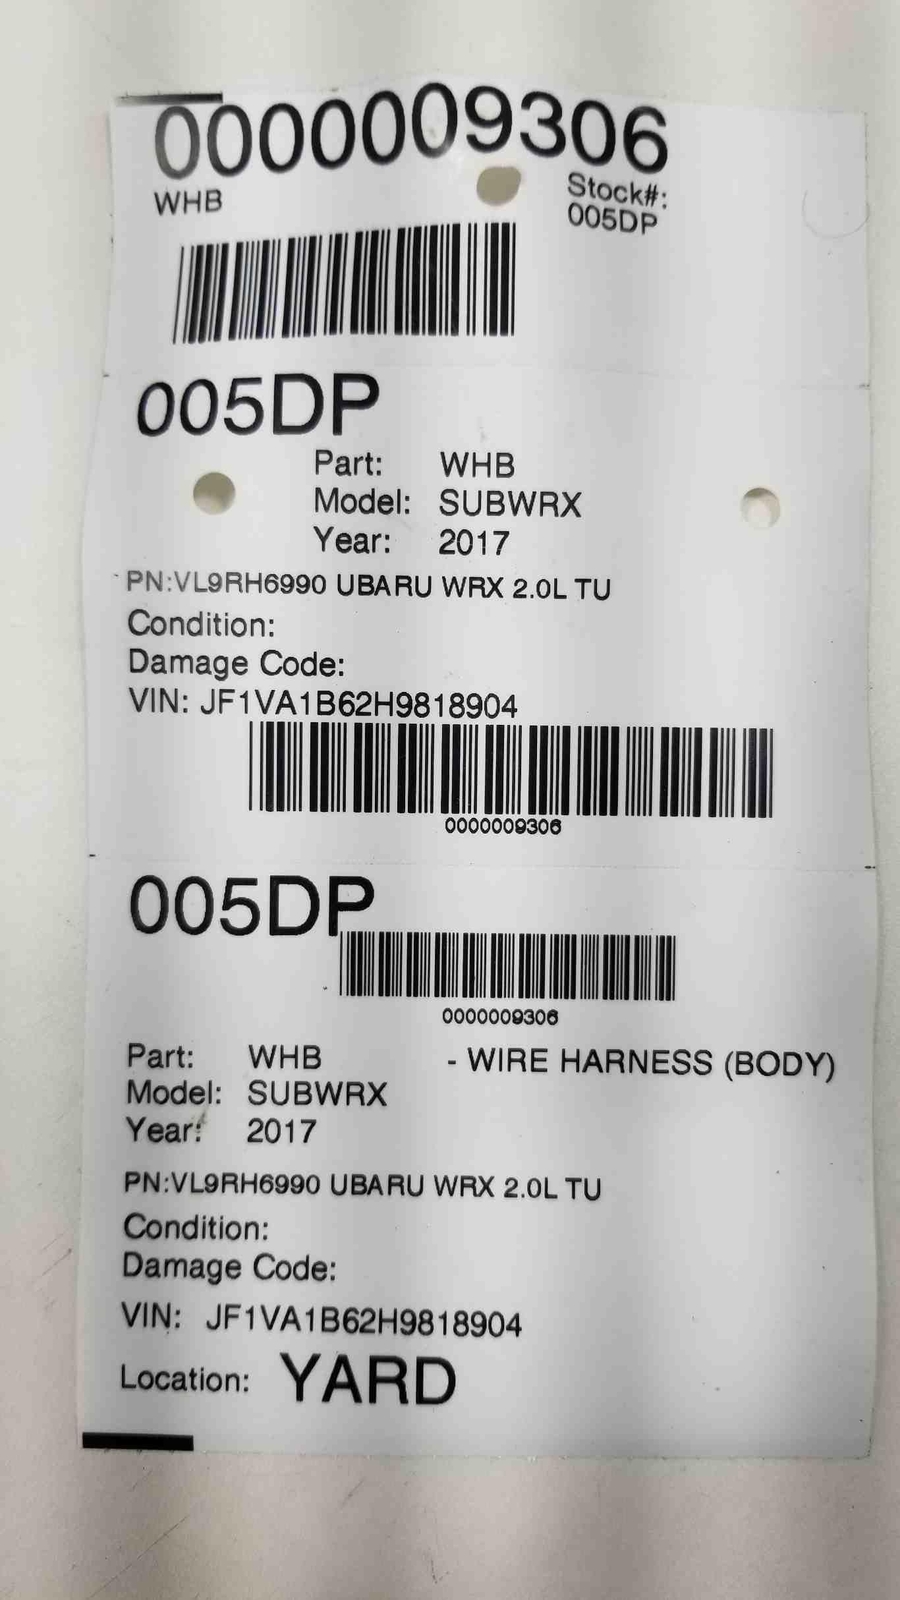 0000009306
WHB
Stock#:
005DP
005DP
Part: WHB
Model: SUBWRX
Year: 2017
PN:VL9RH6990 UBARU WRX 2.0L TU
Condition:
Damage Code:
VIN: JF1VA1B62H9818904
0000009306
005DP
0000009306
Part: WHB - WIRE HARNESS (BODY)
Model: SUBWRX
Year: 2017
PN:VL9RH6990 UBARU WRX 2.0L TU
Condition:
Damage Code:
VIN: JF1VA1B62H9818904
Location: YARD